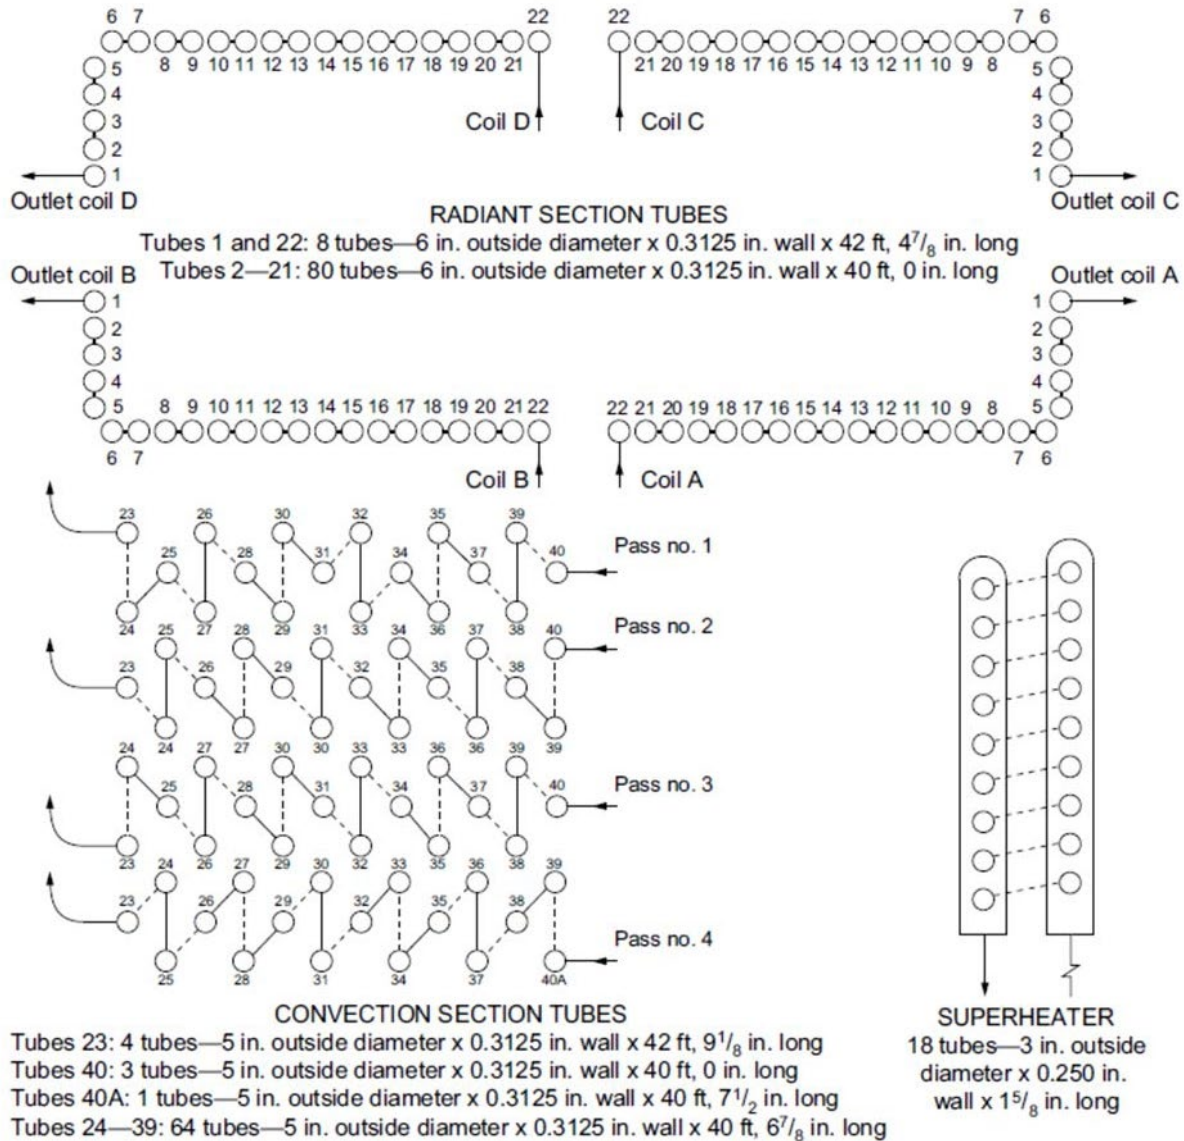 6 7 22 22 7 6
8 9 10 11 12 13 14 15 16 17 18 19 20 21 21 20 19 18 17 16 15 14 13 12 11 10 9 8
5 5
4 4
Coil D Coil C
3 3
2 2
1 1
Outlet coil D Outlet coil C
RADIANT SECTION TUBES
Tubes 1 and 22: 8 tubes—6 in. outside diameter x 0.3125 in. wall x 42 ft, 4 7/8 in. long
Tubes 2—21: 80 tubes—6 in. outside diameter x 0.3125 in. wall x 40 ft, 0 in. long
Outlet coil B Outlet coil A
1 1
2 2
3 3
4 4
5 8 9 10 11 12 13 14 15 16 17 18 19 20 21 22 22 21 20 19 18 17 16 15 14 13 12 11 10 9 8 5
6 7 7 6
Coil B Coil A
23 26 30 32 35 39
Pass no. 1
25 28 31 34 37 40
24 27 29 33 36 38
Pass no. 2
25 28 31 34 37 40
23 26 29 32 35 38
24 27 30 33 36 39
24 27 30 33 36 39
Pass no. 3
25 28 31 34 37 40
23 26 29 32 35 38
24 27 30 33 36 39
23 26 29 32 35 38
Pass no. 4
25 28 31 34 37 40A
CONVECTION SECTION TUBES
Tubes 23: 4 tubes—5 in. outside diameter x 0.3125 in. wall x 42 ft, 9 1/8 in. long
Tubes 40: 3 tubes—5 in. outside diameter x 0.3125 in. wall x 40 ft, 0 in. long
Tubes 40A: 1 tubes—5 in. outside diameter x 0.3125 in. wall x 40 ft, 7 1/2 in. long
Tubes 24—39: 64 tubes—5 in. outside diameter x 0.3125 in. wall x 40 ft, 6 7/8 in. long
SUPERHEATER
18 tubes—3 in. outside
diameter x 0.250 in.
wall x 1 5/8 in. long